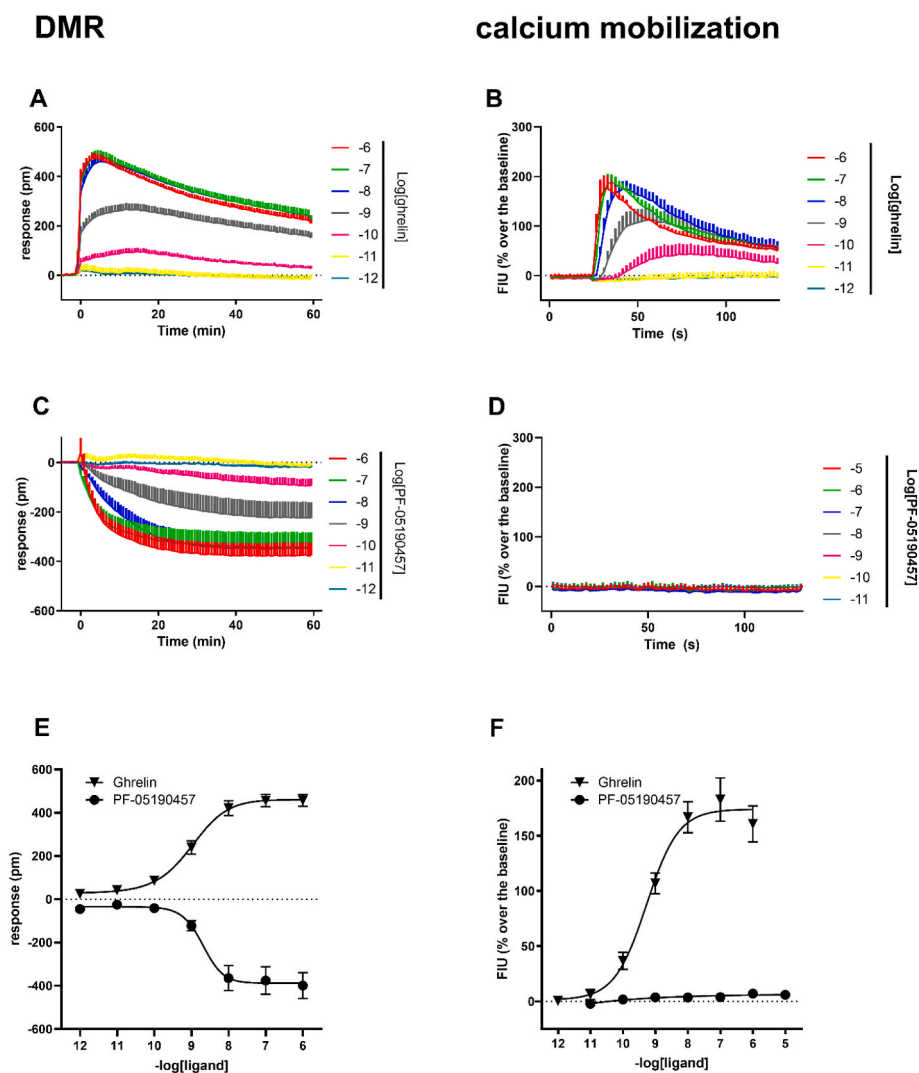 DMR
calcium mobilization
A
response (pm)
600
400
200
0
0
20
40
60
Time (min)
-6
-7
-8
-9
-10
-11
-12
Log[ghrelin]
B
FIU (% over the baseline)
300
200
100
0
0
50
100
Time (s)
-6
-7
-8
-9
-10
-11
-12
Log[ghrelin]
C
response (pm)
0
-200
-400
-600
0
20
40
60
Time (min)
-6
-7
-8
-9
-10
-11
-12
Log[PF-05190457]
D
FIU (% over the baseline)
300
200
100
0
0
50
100
Time (s)
-5
-6
-7
-8
-9
-10
-11
Log[PF-05190457]
E
response (pm)
600
400
200
0
-200
-400
-600
Ghrelin
PF-05190457
12 11 10 9 8 7 6
-log[ligand]
F
FIU (% over the baseline)
200
150
100
50
0
Ghrelin
PF-05190457
12 11 10 9 8 7 6 5
-log[ligand]